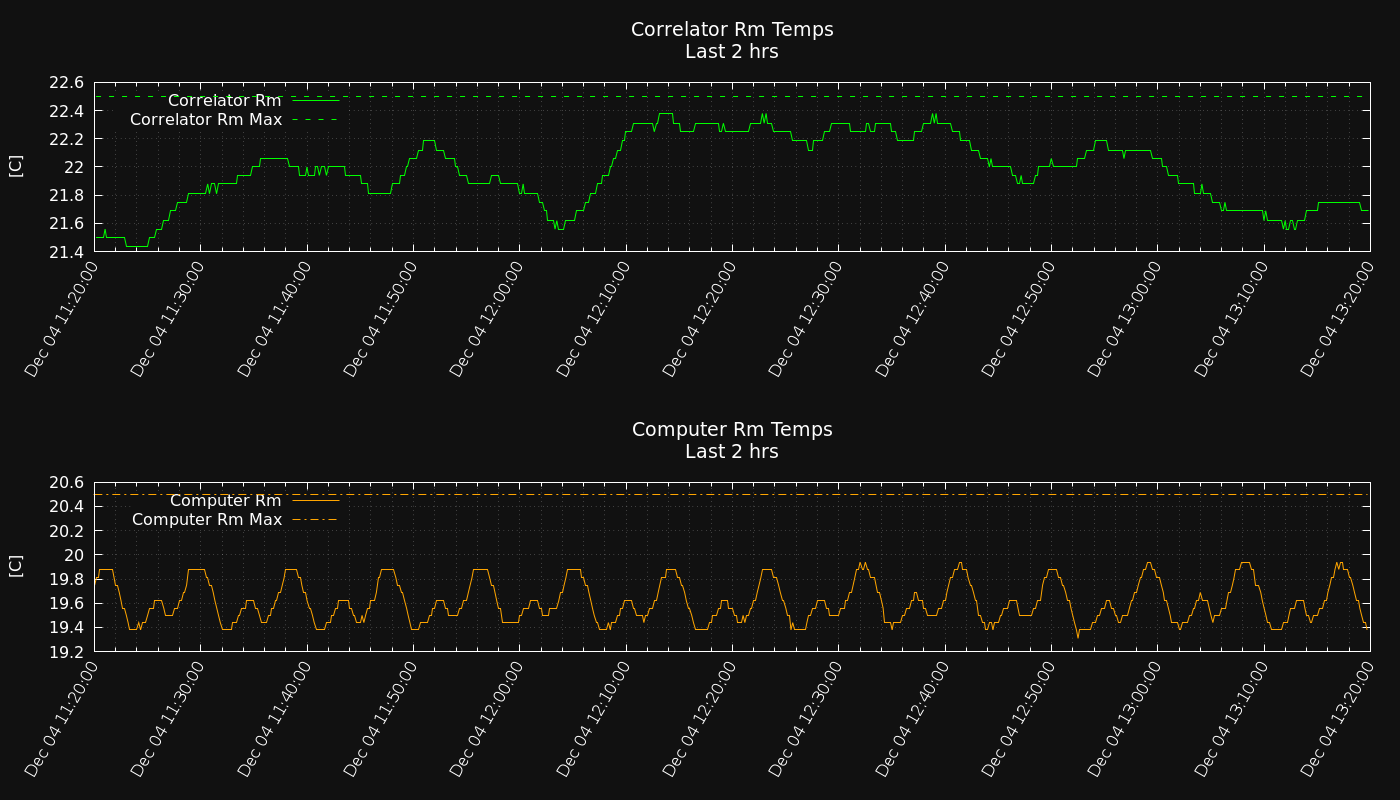 Correlator Rm Temps
Last 2 hrs
22.6
22.4
22.2
22
21.8
21.6
21.4
[C]
Correlator Rm
Correlator Rm Max
Dec 04 11:20:00
Dec 04 11:30:00
Dec 04 11:40:00
Dec 04 11:50:00
Dec 04 12:00:00
Dec 04 12:10:00
Dec 04 12:20:00
Dec 04 12:30:00
Dec 04 12:40:00
Dec 04 12:50:00
Dec 04 13:00:00
Dec 04 13:10:00
Dec 04 13:20:00
Computer Rm Temps
Last 2 hrs
20.6
20.4
20.2
20
19.8
19.6
19.4
19.2
[C]
Computer Rm
Computer Rm Max
Dec 04 11:20:00
Dec 04 11:30:00
Dec 04 11:40:00
Dec 04 11:50:00
Dec 04 12:00:00
Dec 04 12:10:00
Dec 04 12:20:00
Dec 04 12:30:00
Dec 04 12:40:00
Dec 04 12:50:00
Dec 04 13:00:00
Dec 04 13:10:00
Dec 04 13:20:00